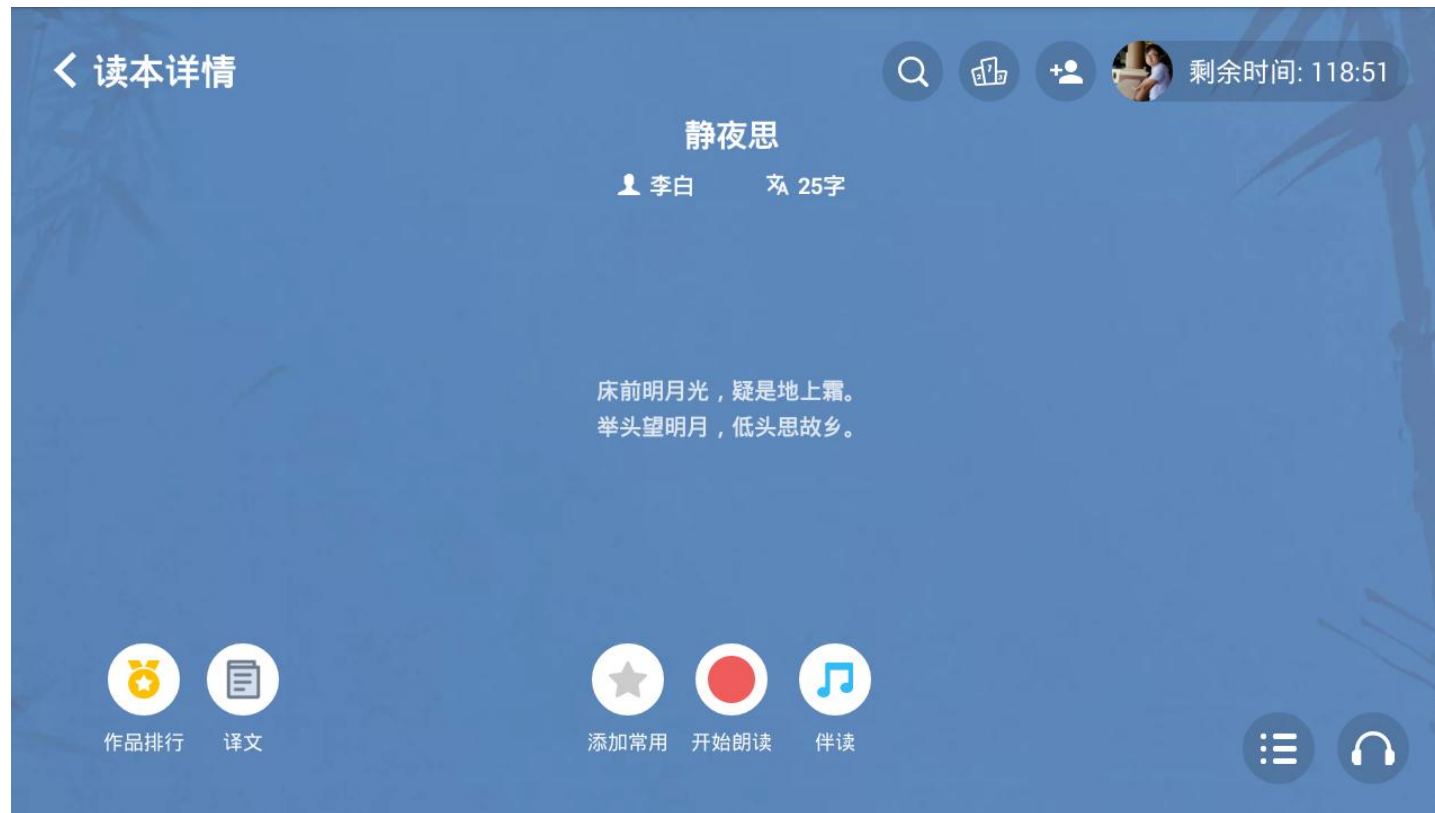 读本详情
剩余时间: 118:51
静夜思
李白 25字
床前明月光，疑是地上霜。
举头望明月，低头思故乡。
作品排行 译文 添加常用 开始朗读 伴读